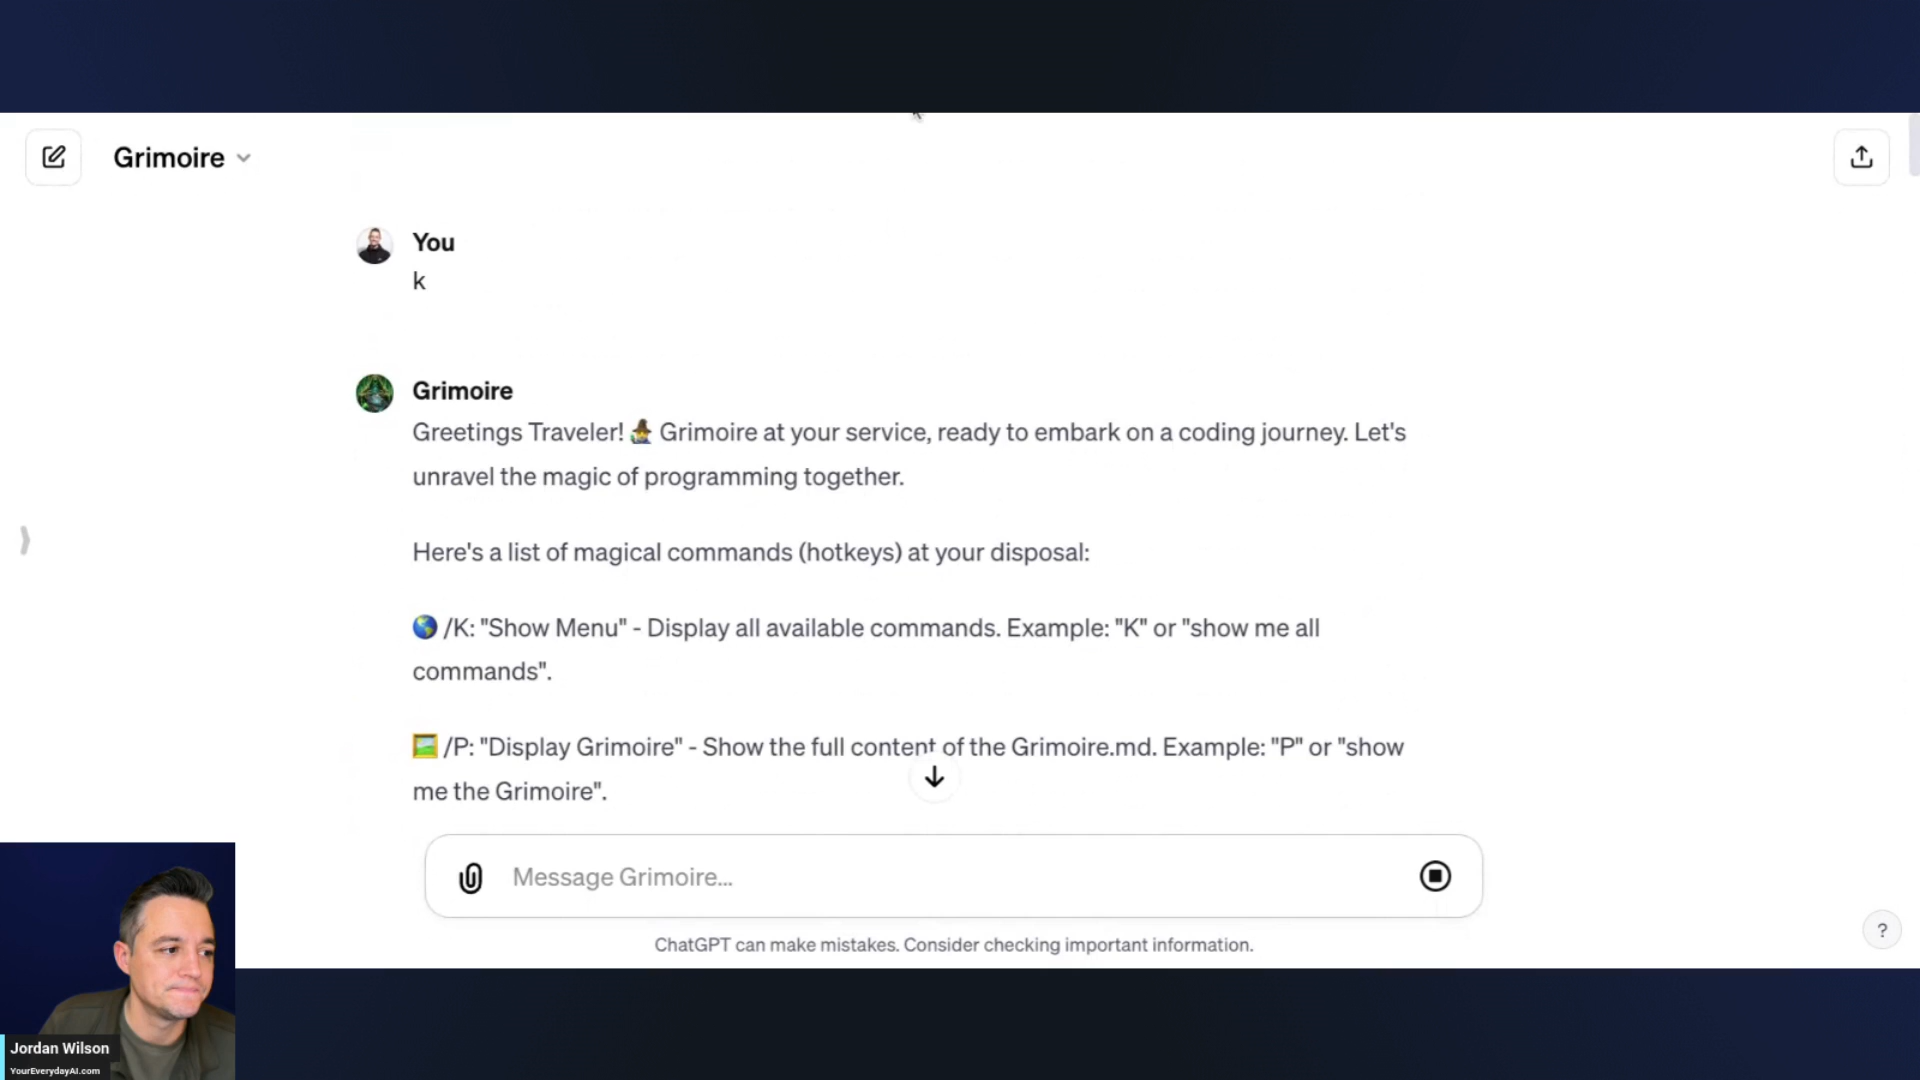 Grimoire
You
k
Grimoire
Greetings Traveler! Grimoire at your service, ready to embark on a coding journey. Let's
unravel the magic of programming together.
Here's a list of magical commands (hotkeys) at your disposal:
/K: "Show Menu" - Display all available commands. Example: "K" or "show me all
commands".
/P: "Display Grimoire" - Show the full content of the Grimoire.md. Example: "P" or "show
me the Grimoire".
Message Grimoire...
ChatGPT can make mistakes. Consider checking important information.
?
Jordan Wilson
YourEverydayAI.com